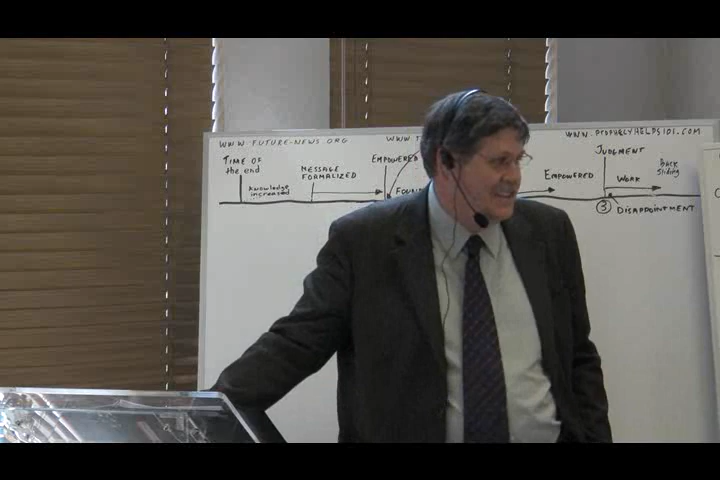 WWW.FUTURE-NEWS.ORG
WWW.
WWW.PROPHECYHELPS101.COM
TIME OF
the end
Knowledge
increased
MESSAGE
FORMALIZED
EMPOWERED
EMPOWERED
JUDGMENT
WORK
Back
Sliding
③ DISAPPOINTMENT